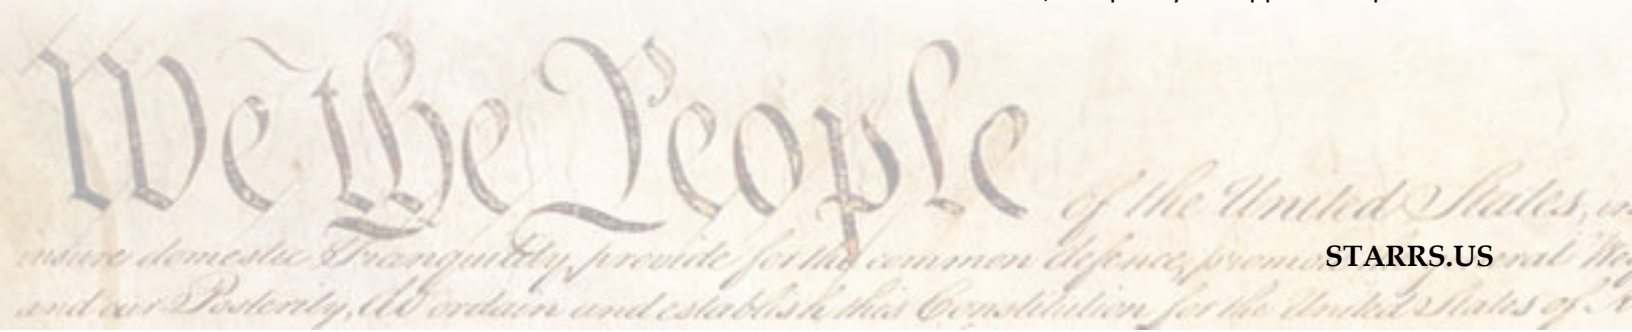 We the People of the United States,
STARRS.US
insure domestic Tranquility, provide for the common defence,
and our Posterity, do ordain and establish this Constitution for the United States of